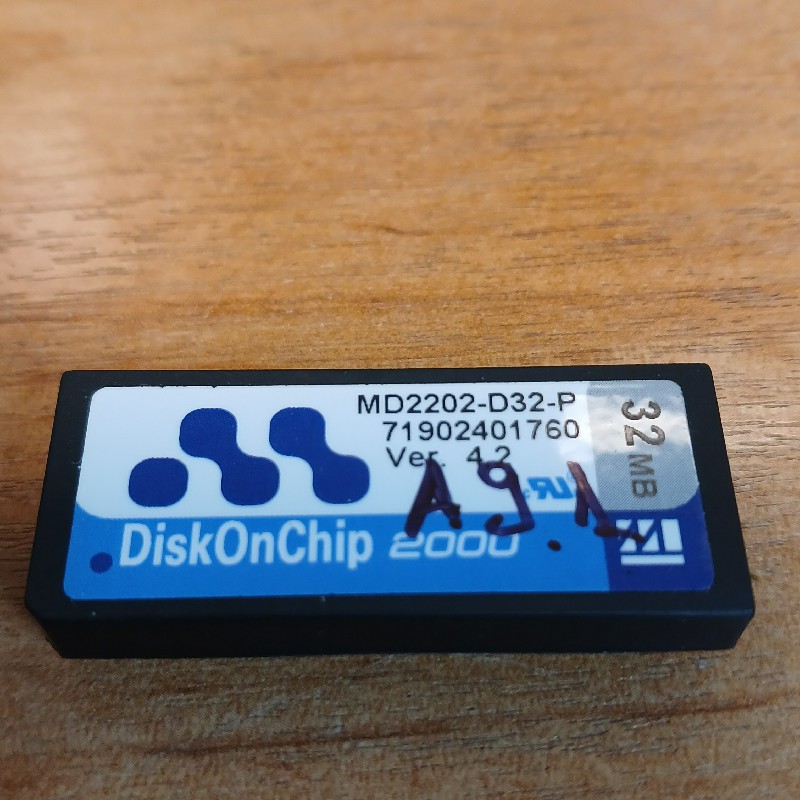 MD2202-D32-P
71902401760
Ver. 4.2
32 MB
A9.1
DiskOnChip 2000